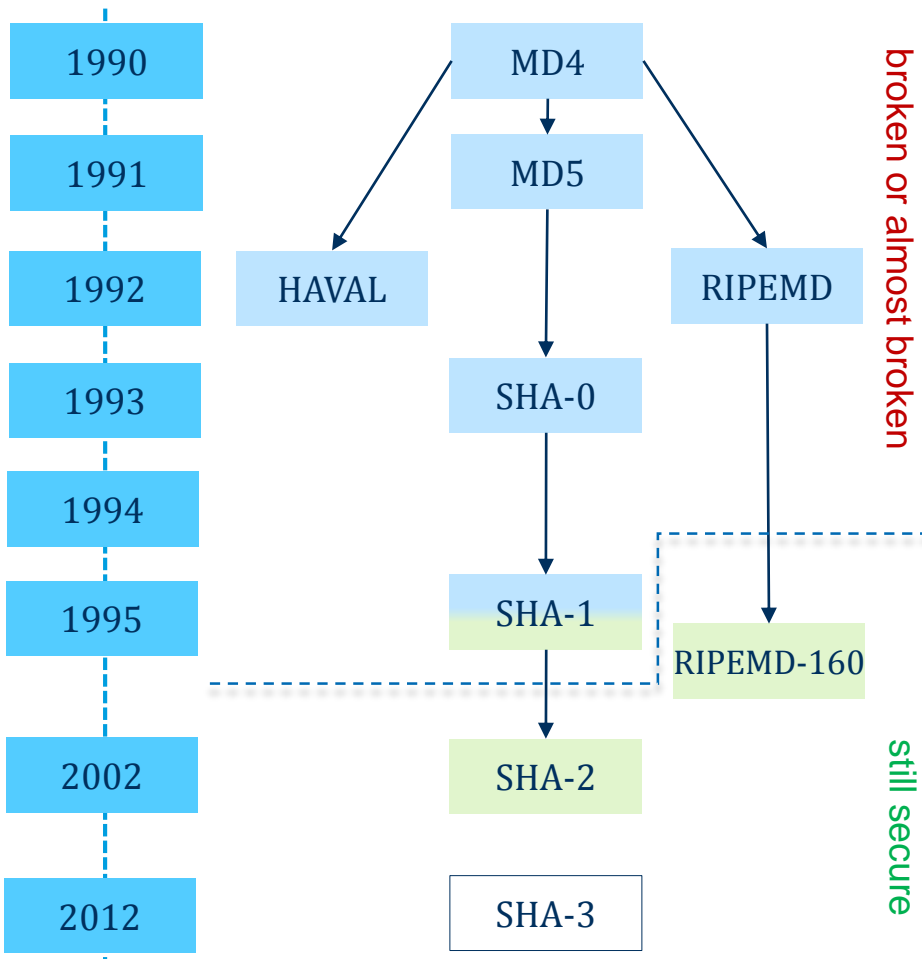 1990
MD4
1991
MD5
1992
HAVAL
RIPEMD
1993
SHA-0
1994
1995
SHA-1
RIPEMD-160
2002
SHA-2
2012
SHA-3
broken or almost broken
still secure